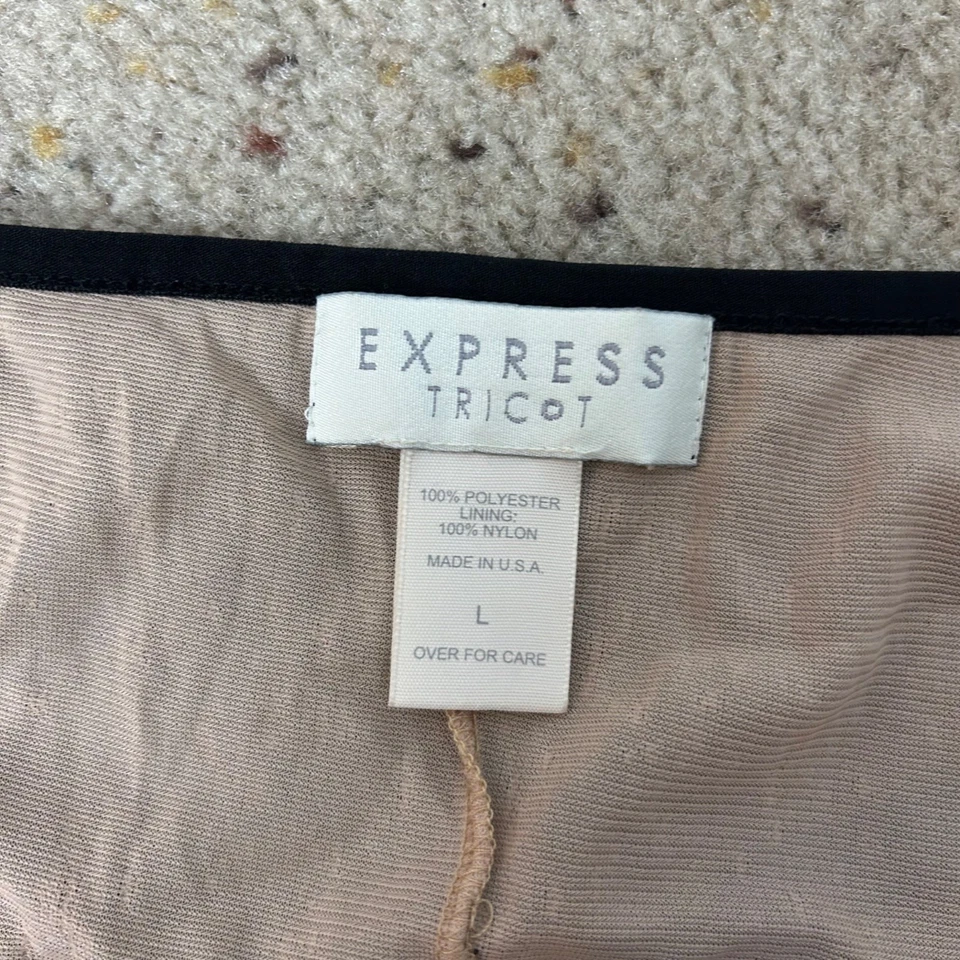 EXPRESS
TRICOT
100% POLYESTER
LINING:
100% NYLON
MADE IN U.S.A.
L
OVER FOR CARE